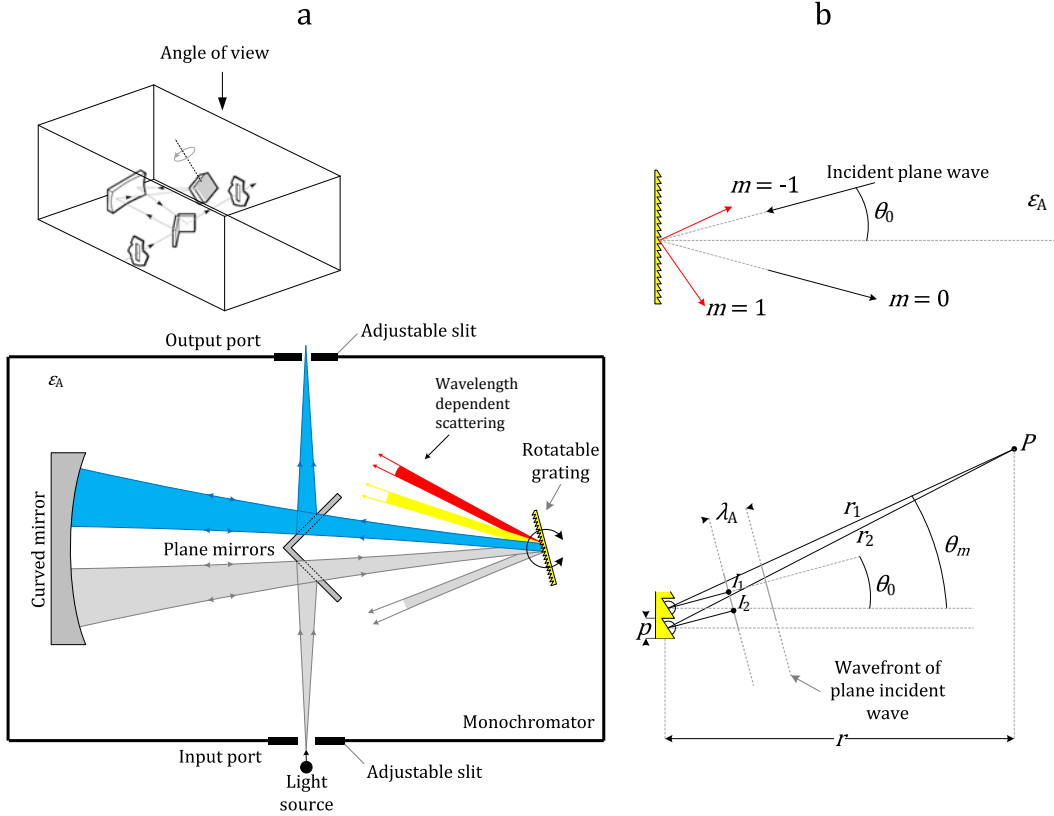 a
Angle of view
Output port
Adjustable slit
εA
Wavelength
dependent
scattering
Rotatable
grating
Curved mirror
Plane mirrors
Monochromator
Input port
Adjustable slit
Light
source
b
Incident plane wave
m = -1
εA
θ0
m = 0
m = 1
P
λA
r1
r2
θm
l1
θ0
l2
p
Wavefront of
plane incident
wave
r